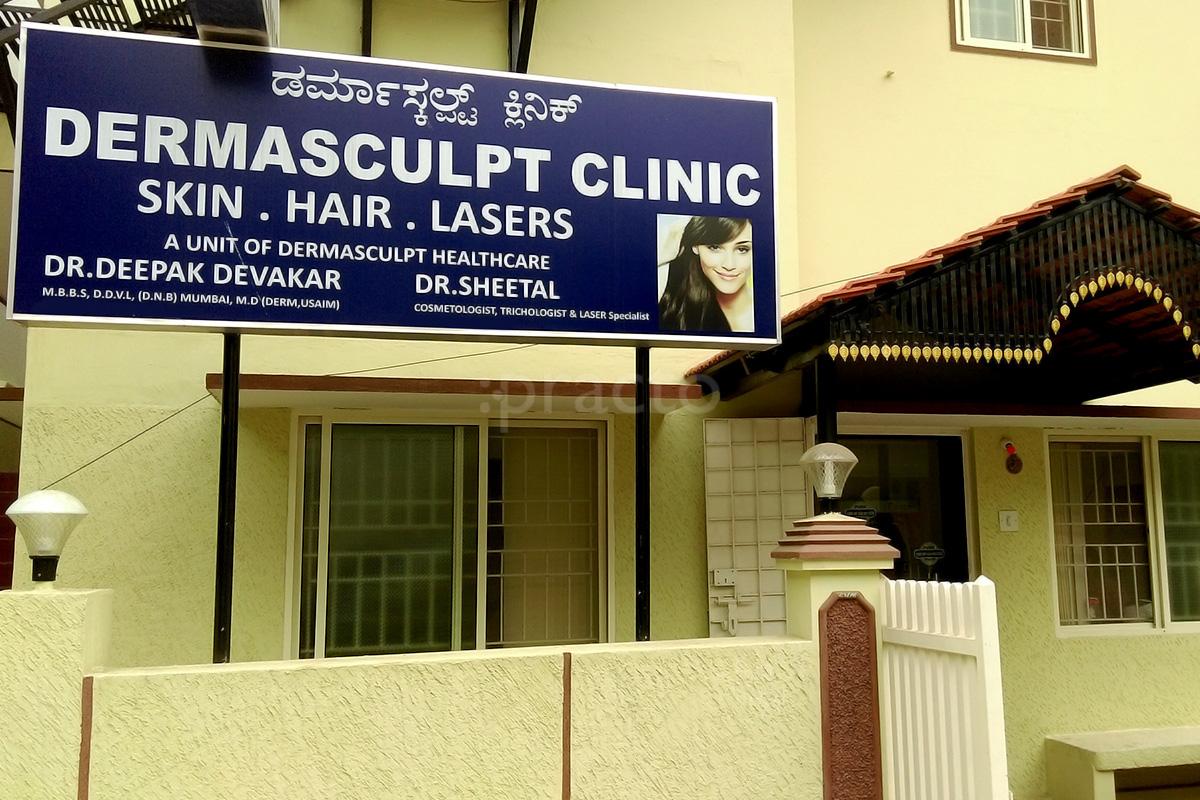 ಡರ್ಮಾಸ್ಕಲ್ಪ್ಟ್ ಕ್ಲಿನಿಕ್
DERMASCULPT CLINIC
SKIN . HAIR . LASERS
A UNIT OF DERMASCULPT HEALTHCARE
DR.DEEPAK DEVAKAR DR.SHEETAL
M.B.B.S, D.D.V.L, (D.N.B) MUMBAI, M.D (DERM,USAIM) COSMETOLOGIST, TRICHOLOGIST & LASER Specialist
:practo